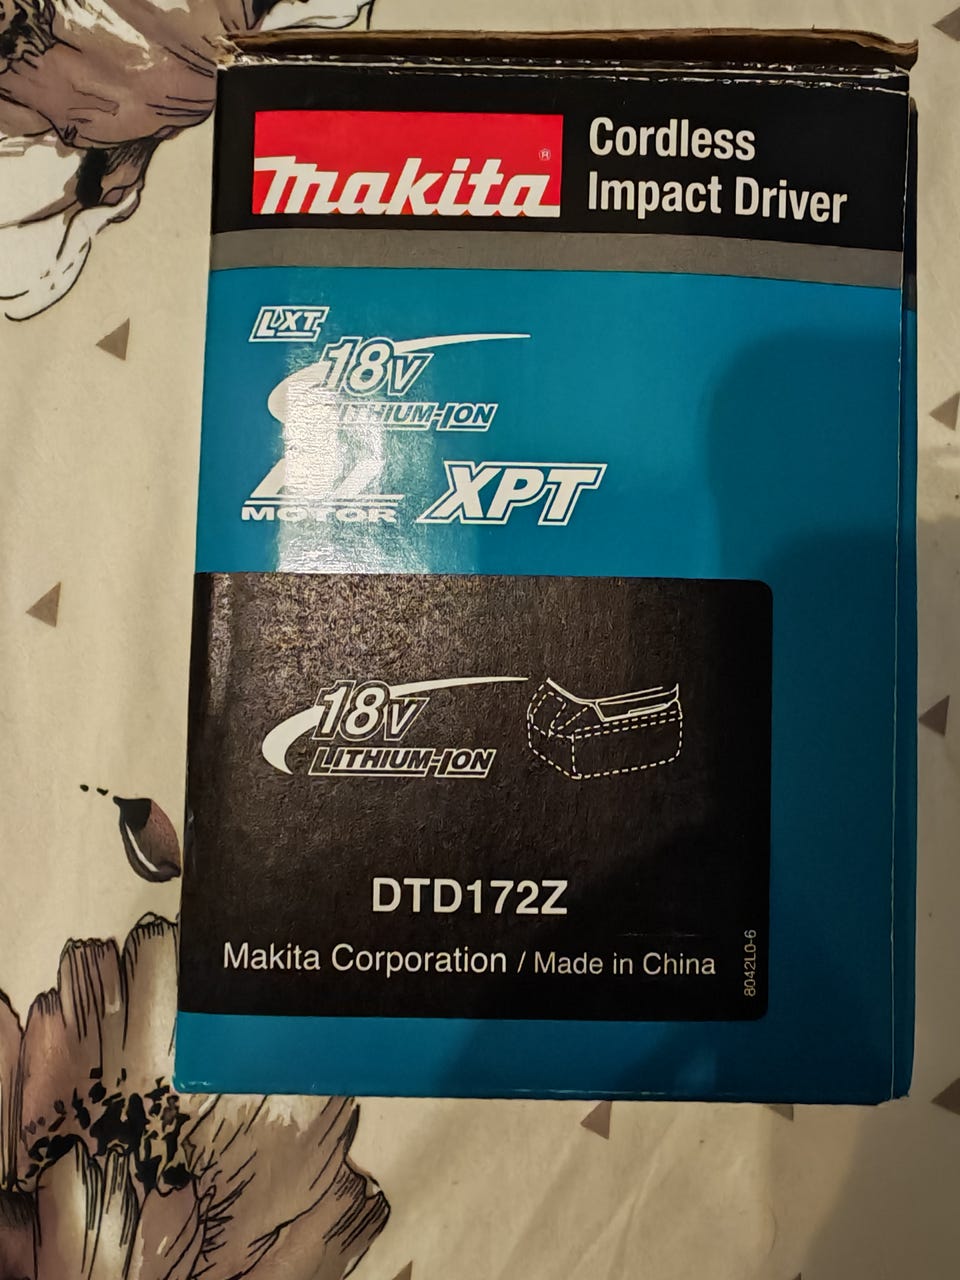 makita®
Cordless
Impact Driver
LXT
18V
LITHIUM-ION
MOTOR XPT
18V
LITHIUM-ION
DTD172Z
Makita Corporation / Made in China
8042L0-6